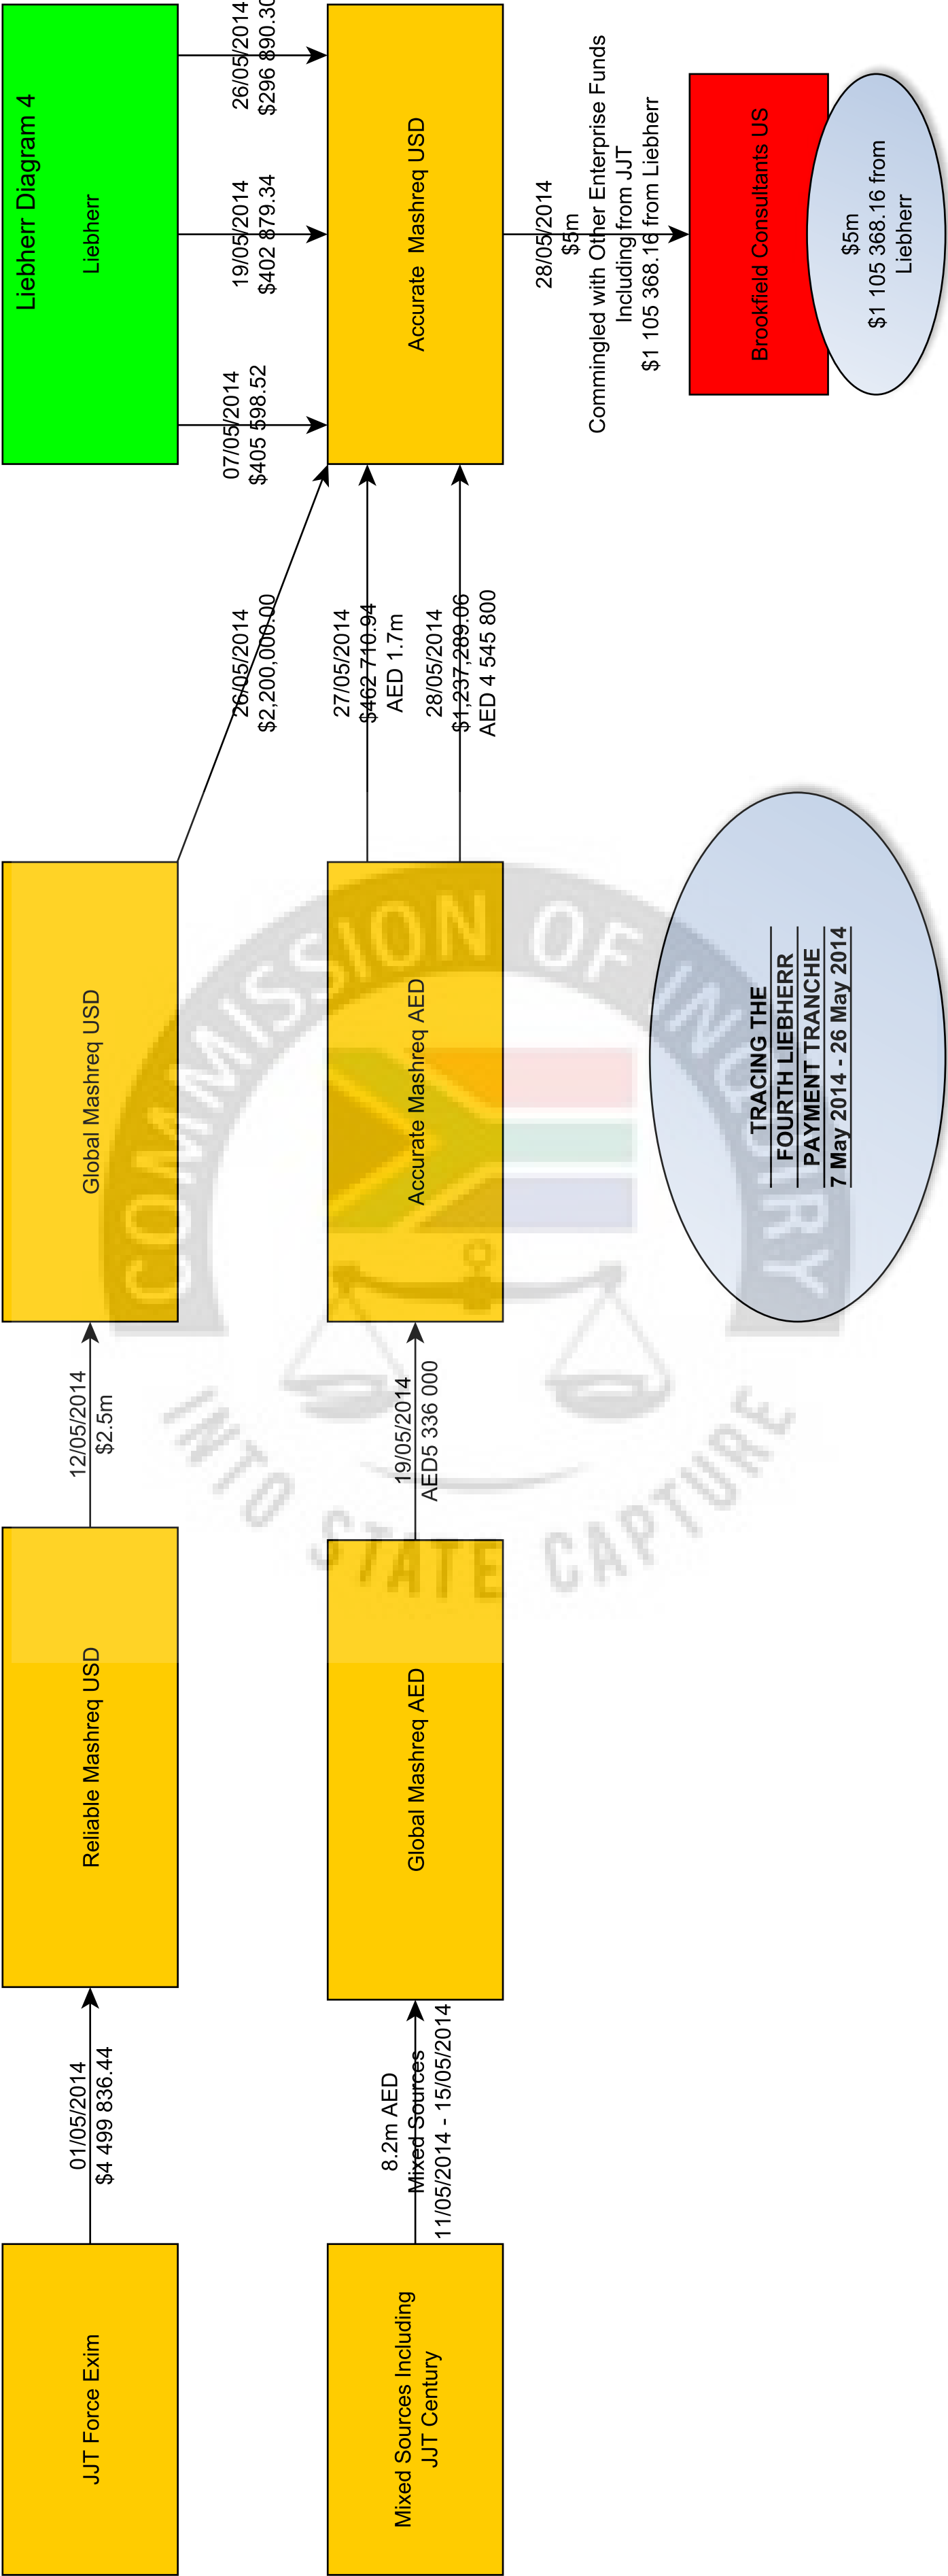 Liebherr Diagram 4
JJT Force Exim
01/05/2014
$4 499 836.44
Reliable Mashreq USD
12/05/2014
$2.5m
Global Mashreq USD
26/05/2014
$2,200,000.00
Liebherr
07/05/2014
$405 598.52
19/05/2014
$402 879.34
26/05/2014
$296 890.30
Mixed Sources Including
JJT Century
8.2m AED
Mixed Sources
11/05/2014 - 15/05/2014
Global Mashreq AED
19/05/2014
AED5 336 000
Accurate Mashreq AED
27/05/2014
$462 710.94
AED 1.7m
28/05/2014
$1,237,289.06
AED 4 545 800
Accurate Mashreq USD
28/05/2014
$5m
Commingled with Other Enterprise Funds
Including from JJT
$1 105 368.16 from Liebherr
TRACING THE
FOURTH LIEBHERR
PAYMENT TRANCHE
7 May 2014 - 26 May 2014
Brookfield Consultants US
$5m
$1 105 368.16 from
Liebherr
COMMISSION OF INQUIRY
INTO STATE CAPTURE